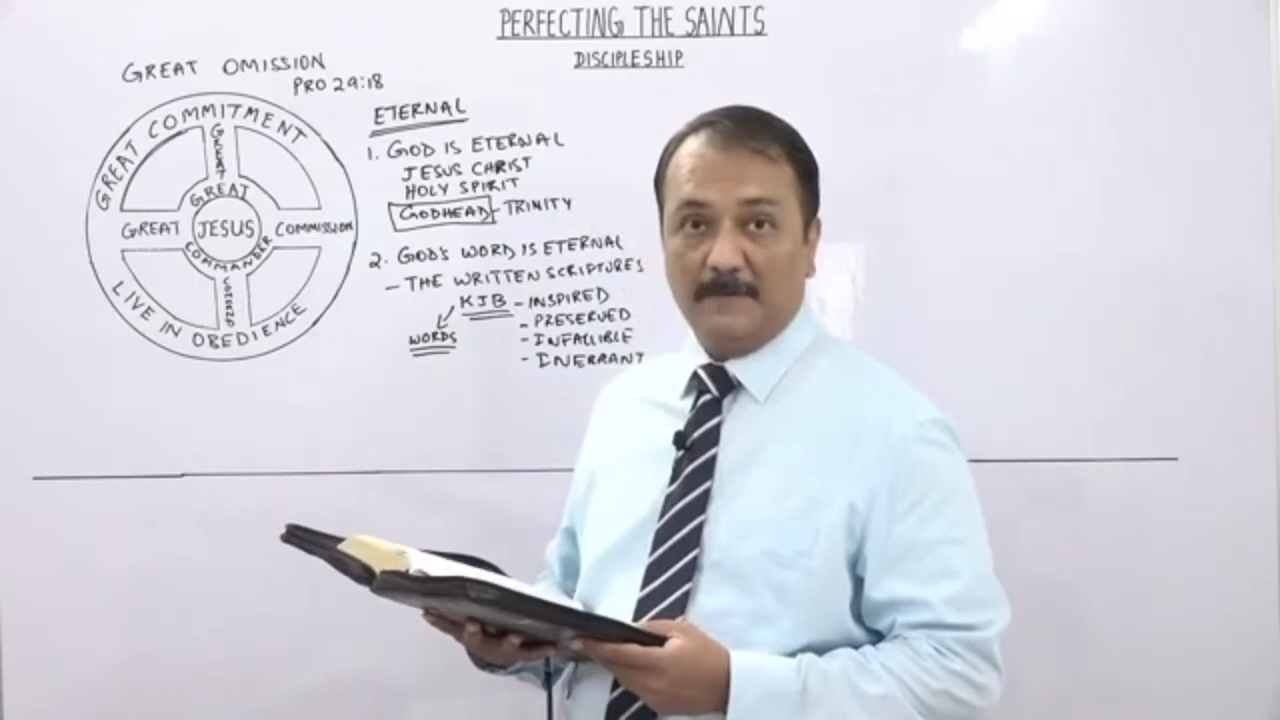 PERFECTING THE SAINTS
DISCIPLESHIP
GREAT OMISSION
PRO 29:18
GREAT COMMITMENT
GREAT
GREAT
GREAT JESUS COMMISSION
COMMANDER
LIVE IN OBEDIENCE
ETERNAL
1. GOD IS ETERNAL
JESUS CHRIST
HOLY SPIRIT
GODHEAD - TRINITY
2. GOD'S WORD IS ETERNAL
- THE WRITTEN SCRIPTURES
KJB - INSPIRED
WORDS
- PRESERVED
- INFALLIBLE
- INERRANT